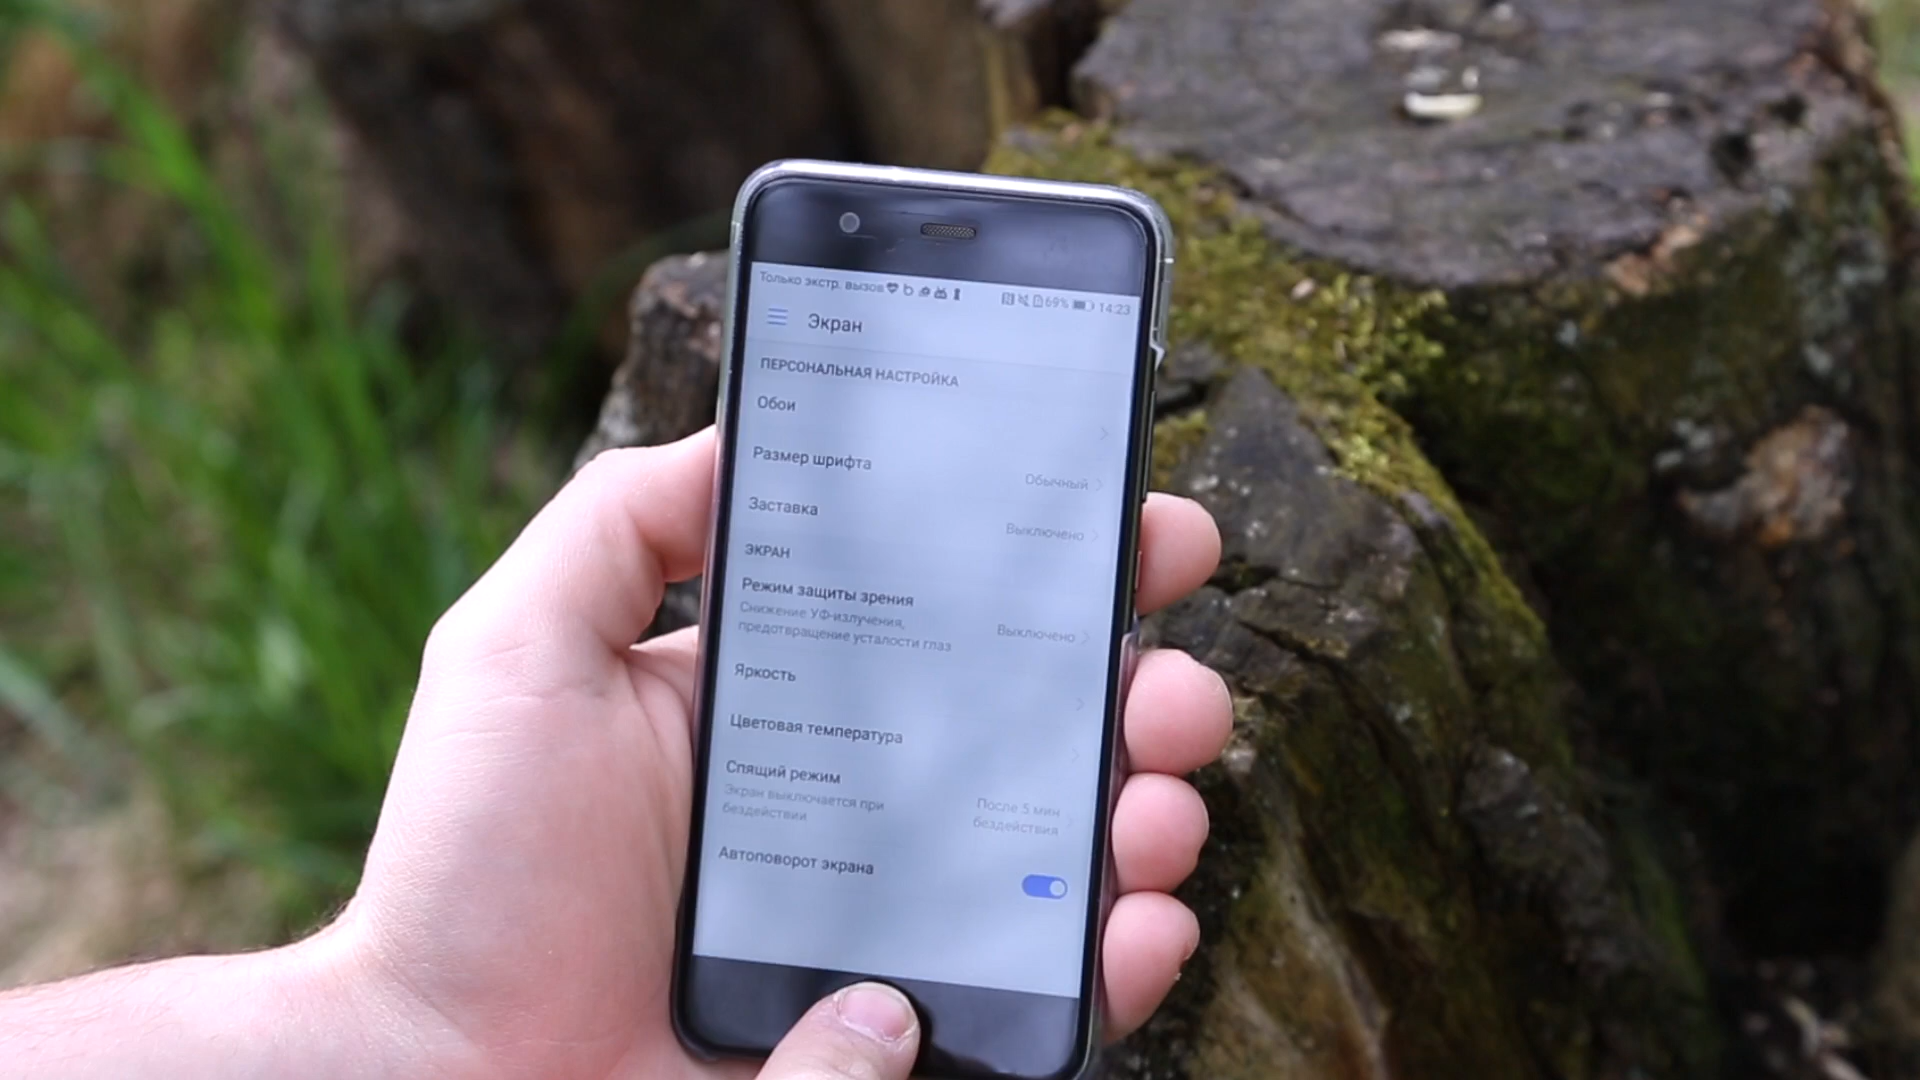 Только экстр. вызов 69% 14:23
Экран
ПЕРСОНАЛЬНАЯ НАСТРОЙКА
Обои
Размер шрифта Обычный
Заставка Выключено
ЭКРАН
Режим защиты зрения
Снижение УФ-излучения,
предотвращение усталости глаз Выключено
Яркость
Цветовая температура
Спящий режим
Экран выключается при
бездействии
После 5 мин
бездействия
Автоповорот экрана